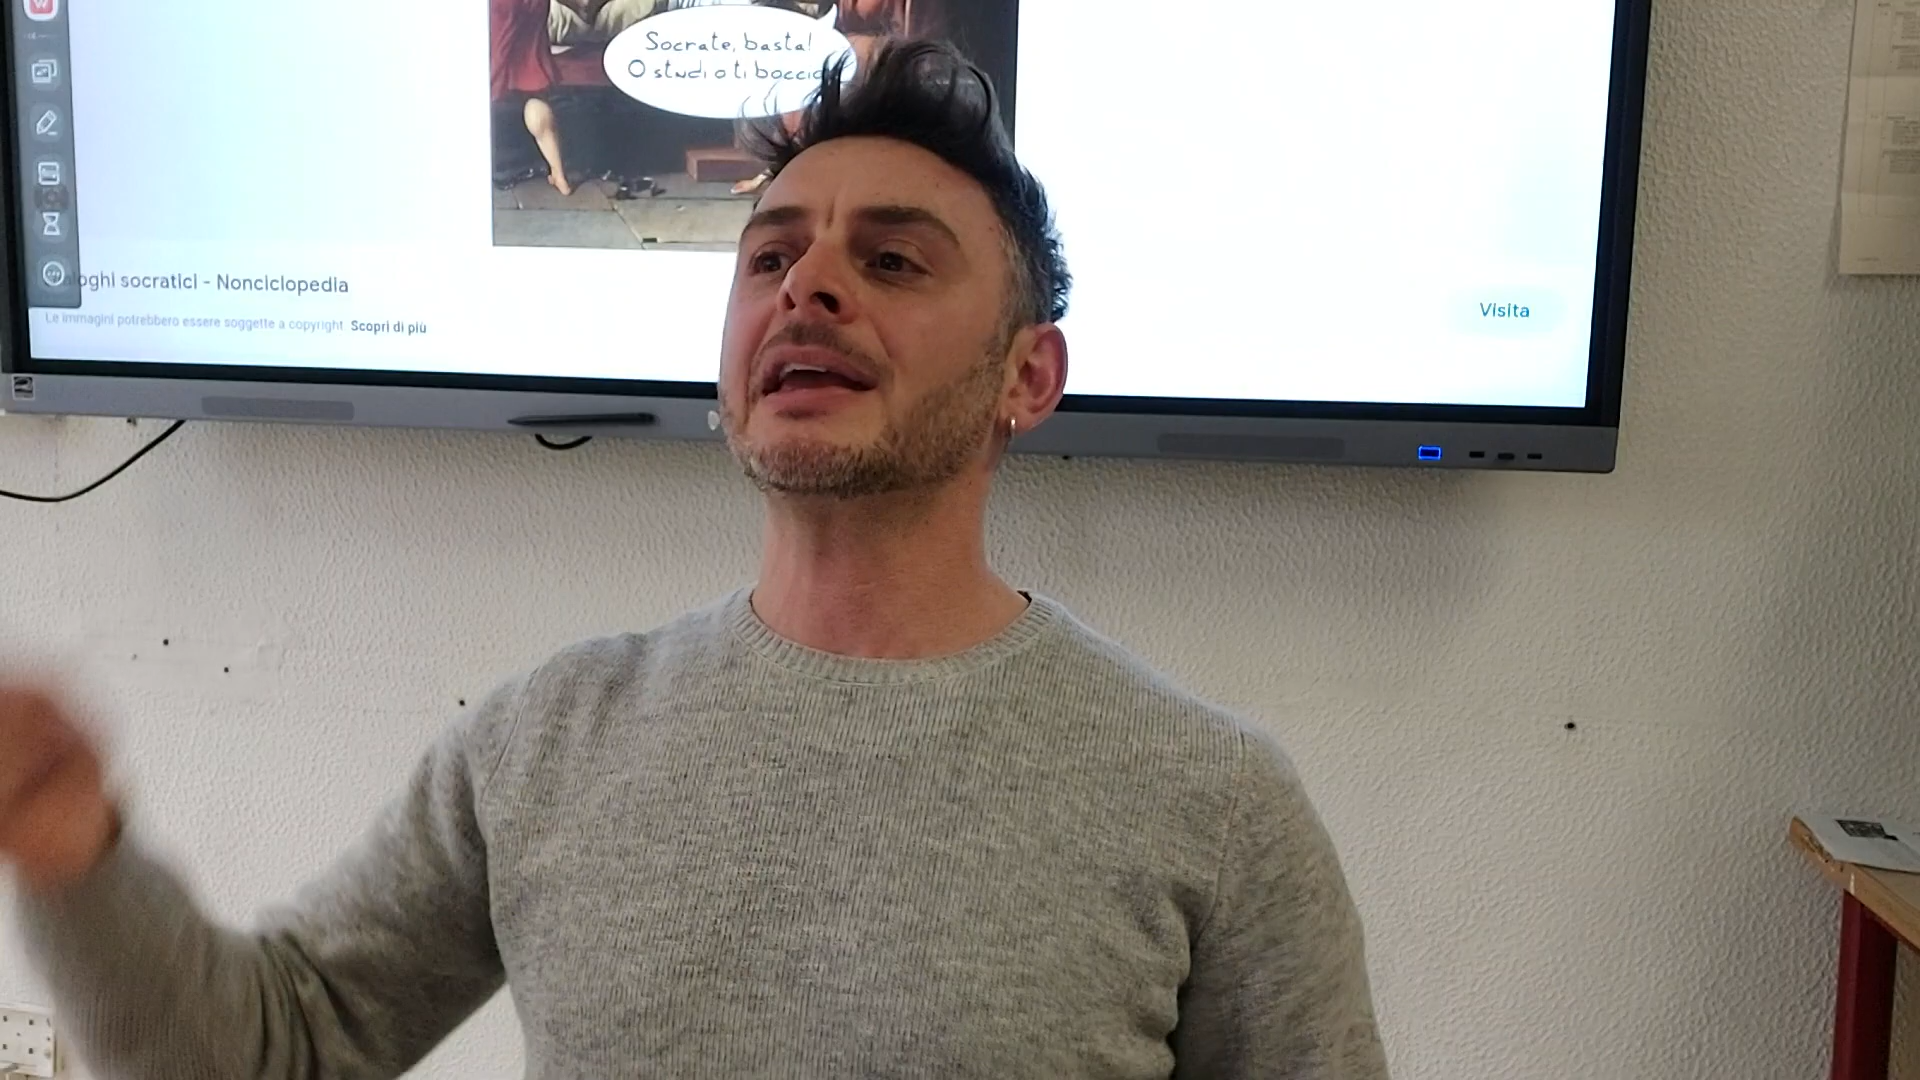 Socrate, basta!
O studi o ti boccio
loghi socratici - Nonciclopedia
Le immagini potrebbero essere soggette a copyright. Scopri di più
Visita